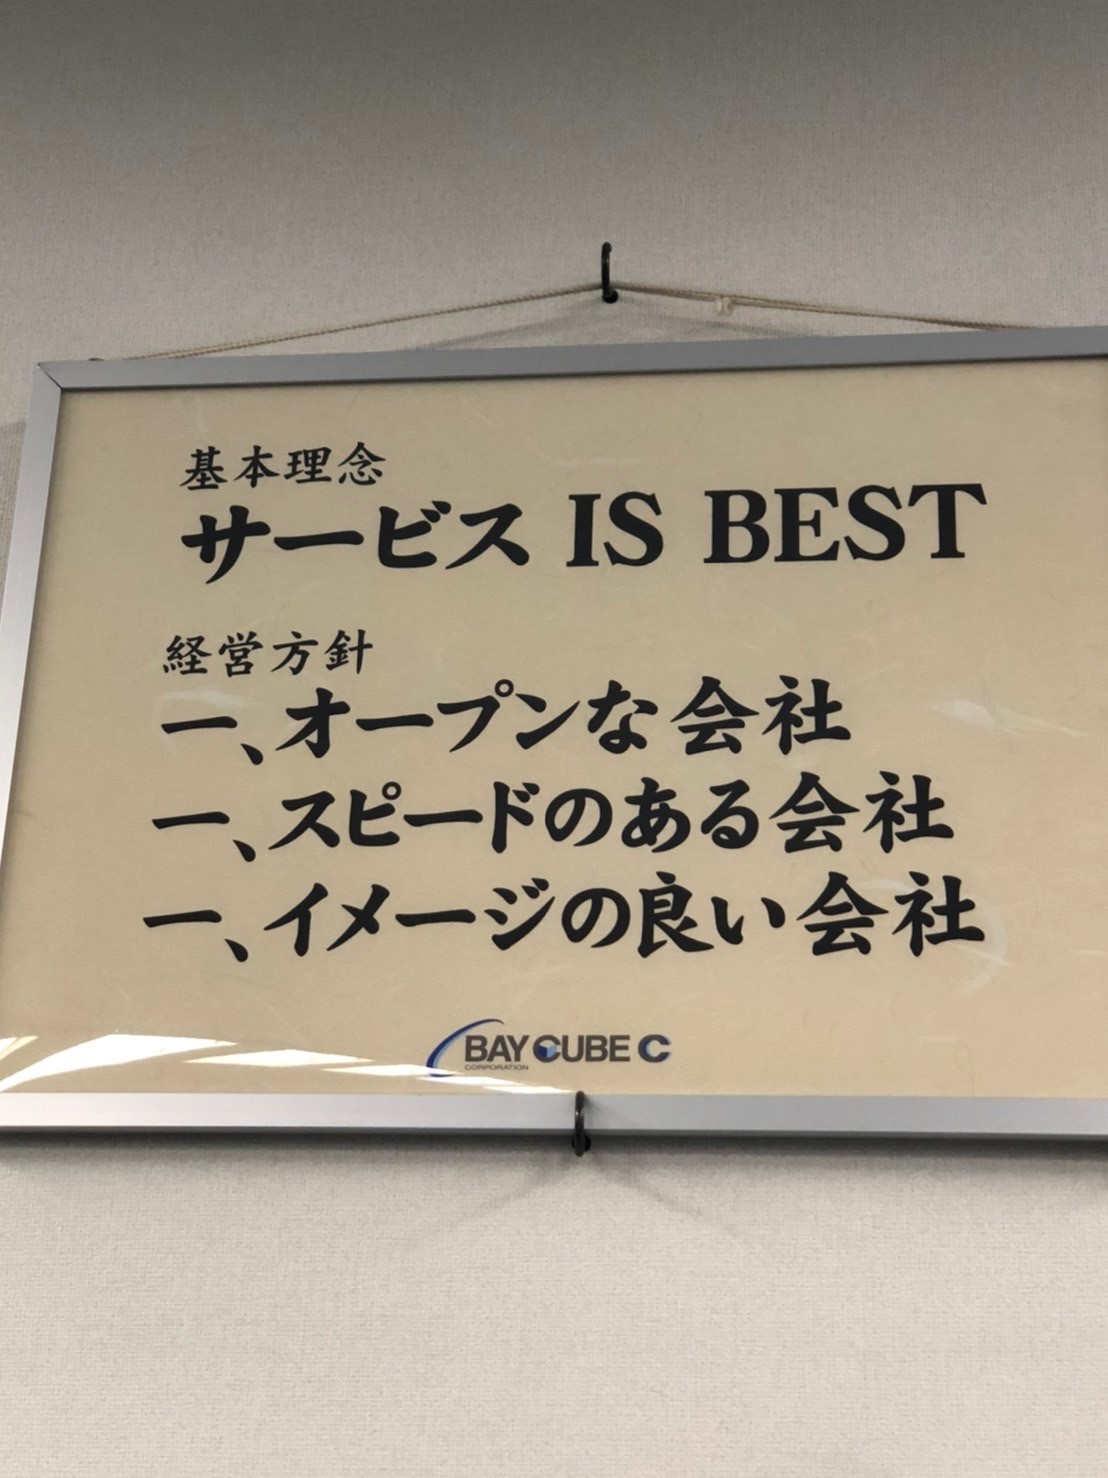 基本理念
サービス IS BEST
経営方針
一、オープンな会社
一、スピードのある会社
一、イメージの良い会社
BAY CUBE C
CORPORATION